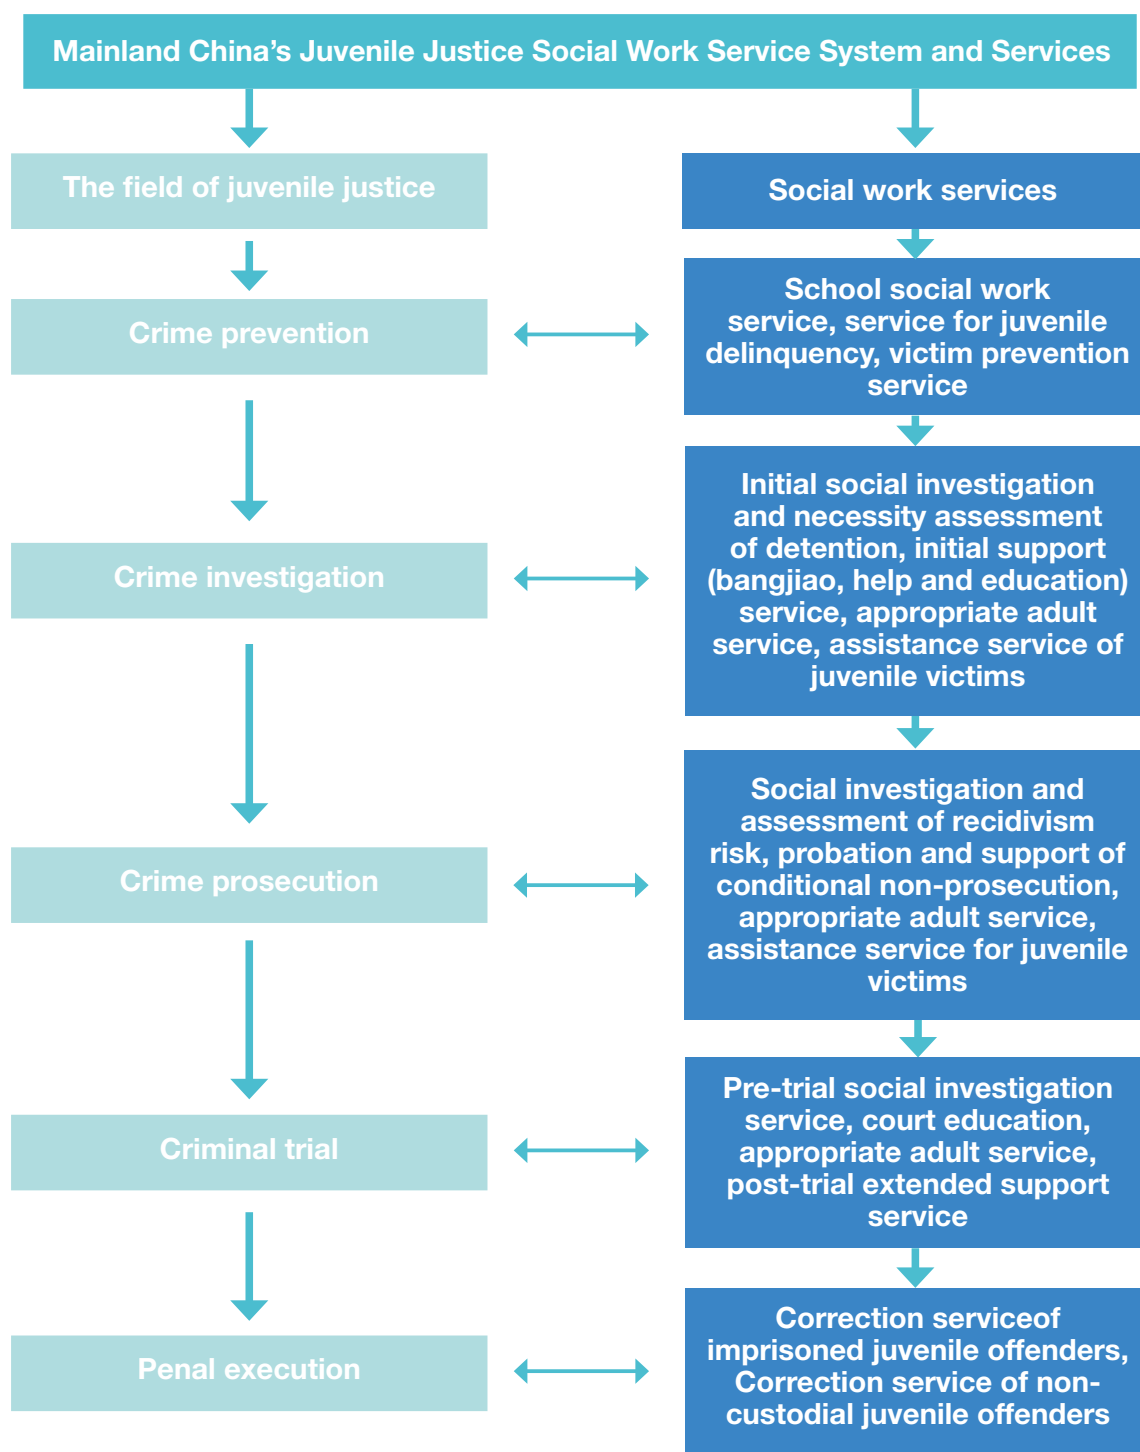 Mainland China's Juvenile Justice Social Work Service System and Services
The field of juvenile justice
Social work services
Crime prevention
School social work
service, service for juvenile
delinquency, victim prevention
service
Crime investigation
Initial social investigation
and necessity assessment
of detention, initial support
(bangjiao, help and education)
service, appropriate adult
service, assistance service of
juvenile victims
Crime prosecution
Social investigation and
assessment of recidivism
risk, probation and support of
conditional non-prosecution,
appropriate adult service,
assistance service for juvenile
victims
Criminal trial
Pre-trial social investigation
service, court education,
appropriate adult service,
post-trial extended support
service
Penal execution
Correction serviceof
imprisoned juvenile offenders,
Correction service of non-
custodial juvenile offenders